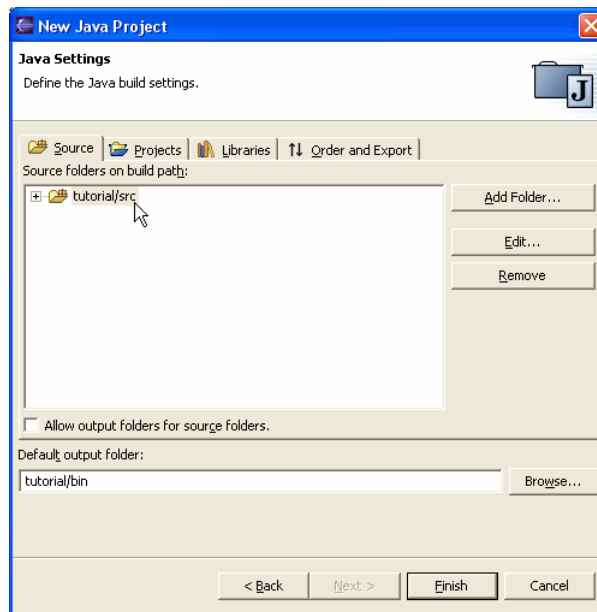 New Java Project
Java Settings
Define the Java build settings.
Source Projects Libraries Order and Export
Source folders on build path:
tutorial/src
Add Folder...
Edit...
Remove
Allow output folders for source folders.
Default output folder:
tutorial/bin Browse...
< Back Next > Finish Cancel